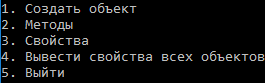 1. Создать объект
2. Методы
3. Свойства
4. Вывести свойства всех объектов
5. Выйти